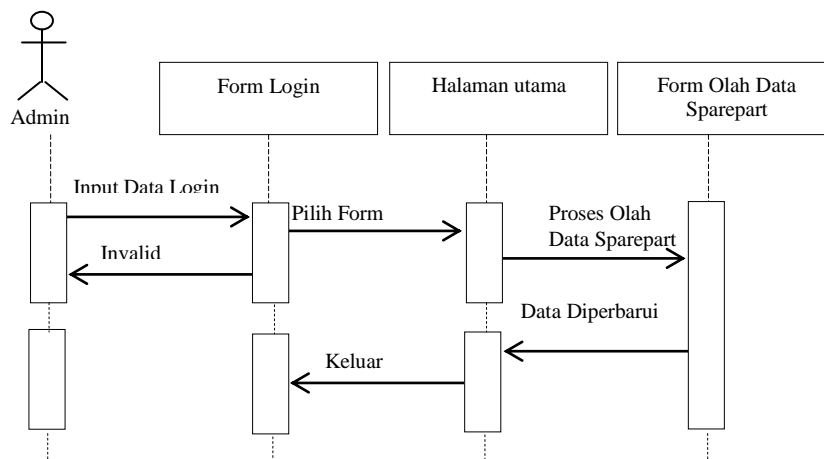 Admin
Form Login
Halaman utama
Form Olah Data
Sparepart
Input Data Login
Pilih Form
Proses Olah
Data Sparepart
Invalid
Data Diperbarui
Keluar